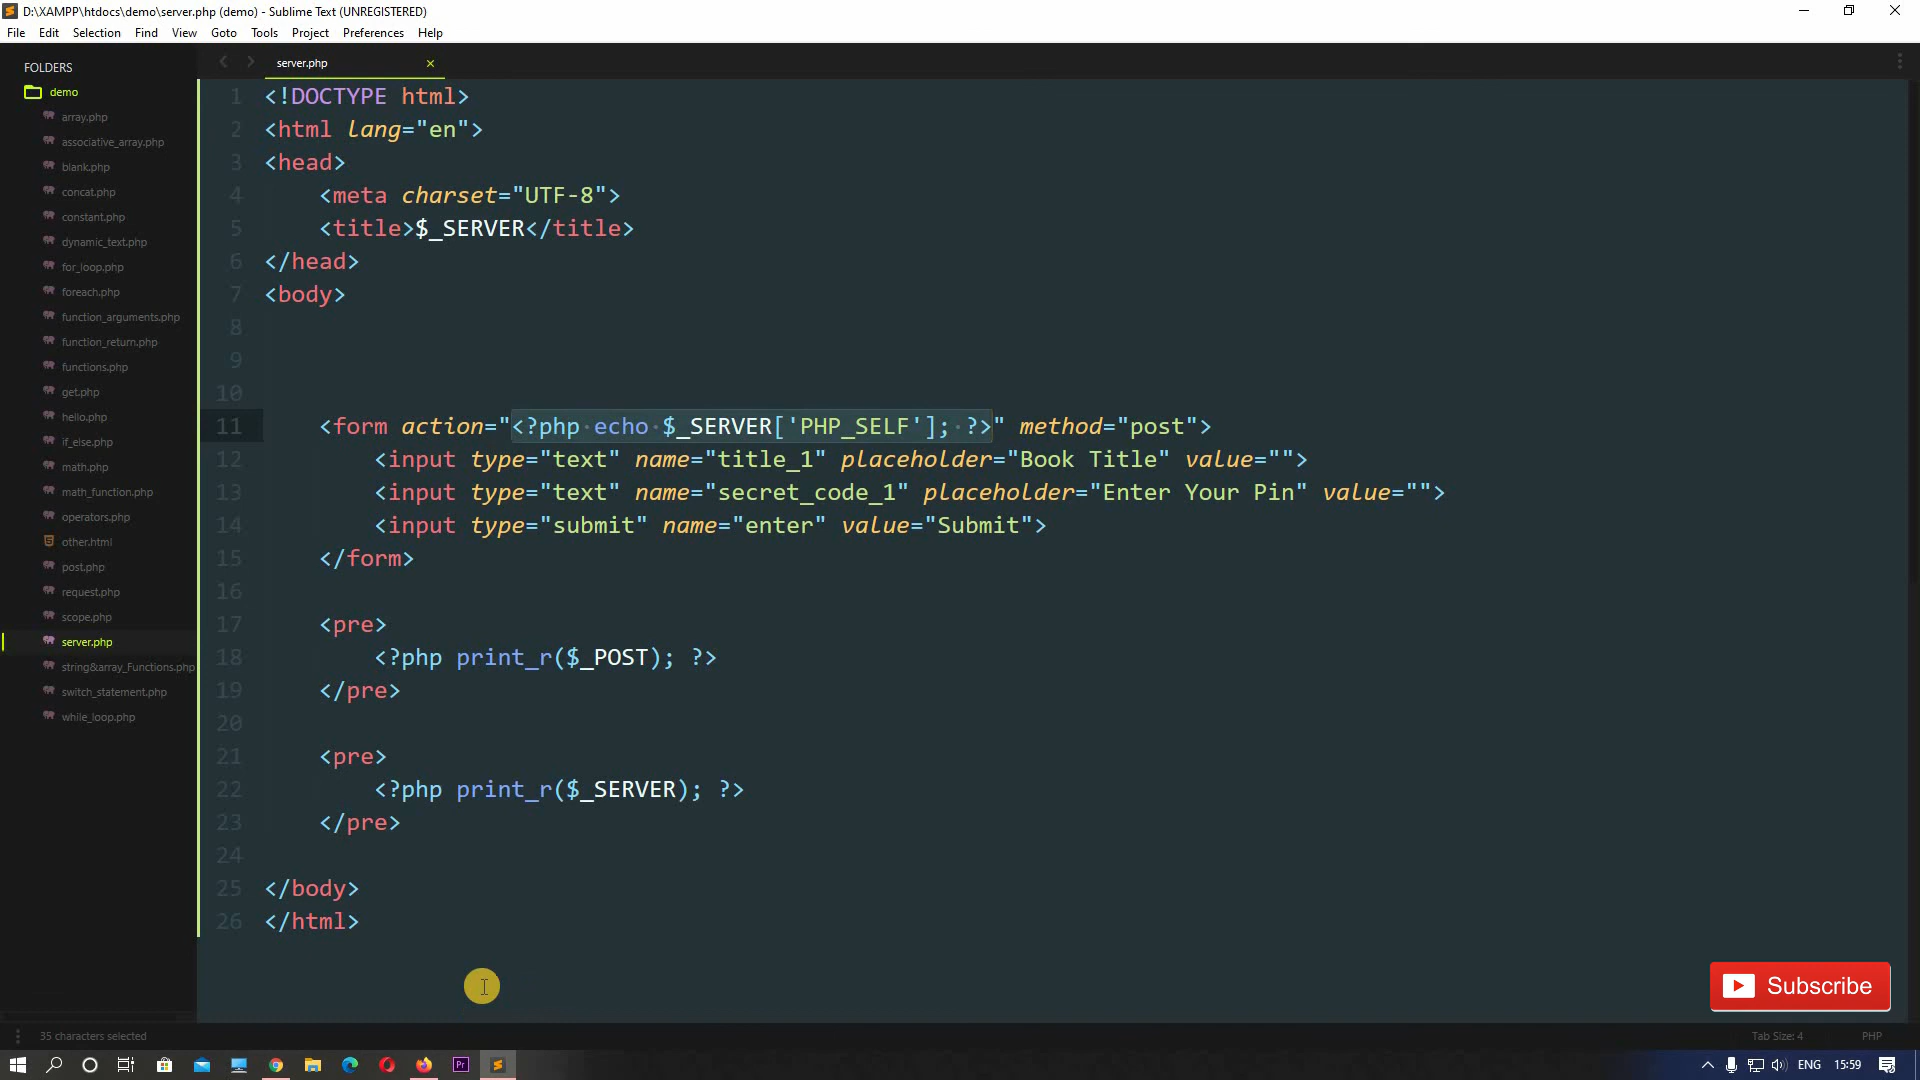 D:\XAMPP\htdocs\demo\server.php (demo) - Sublime Text (UNREGISTERED)
File Edit Selection Find View Goto Tools Project Preferences Help
FOLDERS
demo
array.php
associative_array.php
blank.php
concat.php
constant.php
dynamic_text.php
for_loop.php
foreach.php
function_arguments.php
function_return.php
functions.php
get.php
hello.php
if_else.php
math.php
math_function.php
operators.php
other.html
post.php
request.php
scope.php
server.php
string&array_Functions.php
switch_statement.php
while_loop.php
server.php
1 <!DOCTYPE html>
2 <html lang="en">
3 <head>
4     <meta charset="UTF-8">
5     <title>$_SERVER</title>
6 </head>
7 <body>
8
9
10
11     <form action="<?php echo $_SERVER['PHP_SELF']; ?>" method="post">
12         <input type="text" name="title_1" placeholder="Book Title" value="">
13         <input type="text" name="secret_code_1" placeholder="Enter Your Pin" value="">
14         <input type="submit" name="enter" value="Submit">
15     </form>
16
17     <pre>
18         <?php print_r($_POST); ?>
19     </pre>
20
21     <pre>
22         <?php print_r($_SERVER); ?>
23     </pre>
24
25 </body>
26 </html>
Subscribe
35 characters selected
Tab Size: 4 PHP
Pr
ENG 15:59